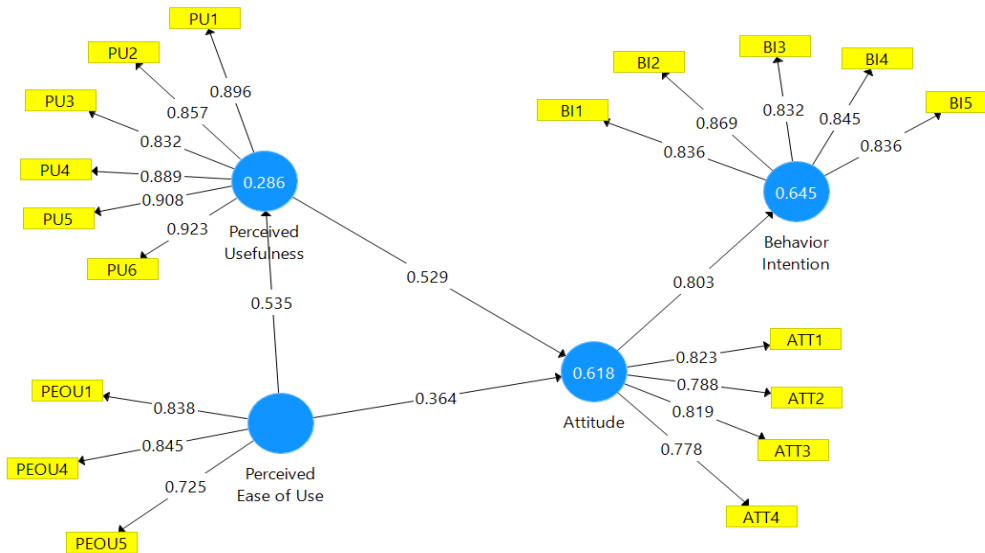 PU1
PU2
PU3
PU4
PU5
PU6
0.896
0.857
0.832
0.889
0.908
0.923
0.286
Perceived
Usefulness
0.535
0.529
BI1
BI2
BI3
BI4
BI5
0.836
0.869
0.832
0.845
0.836
0.645
Behavior
Intention
0.803
PEOU1
PEOU4
PEOU5
0.838
0.845
0.725
Perceived
Ease of Use
0.364
0.618
Attitude
0.823
0.788
0.819
0.778
ATT1
ATT2
ATT3
ATT4